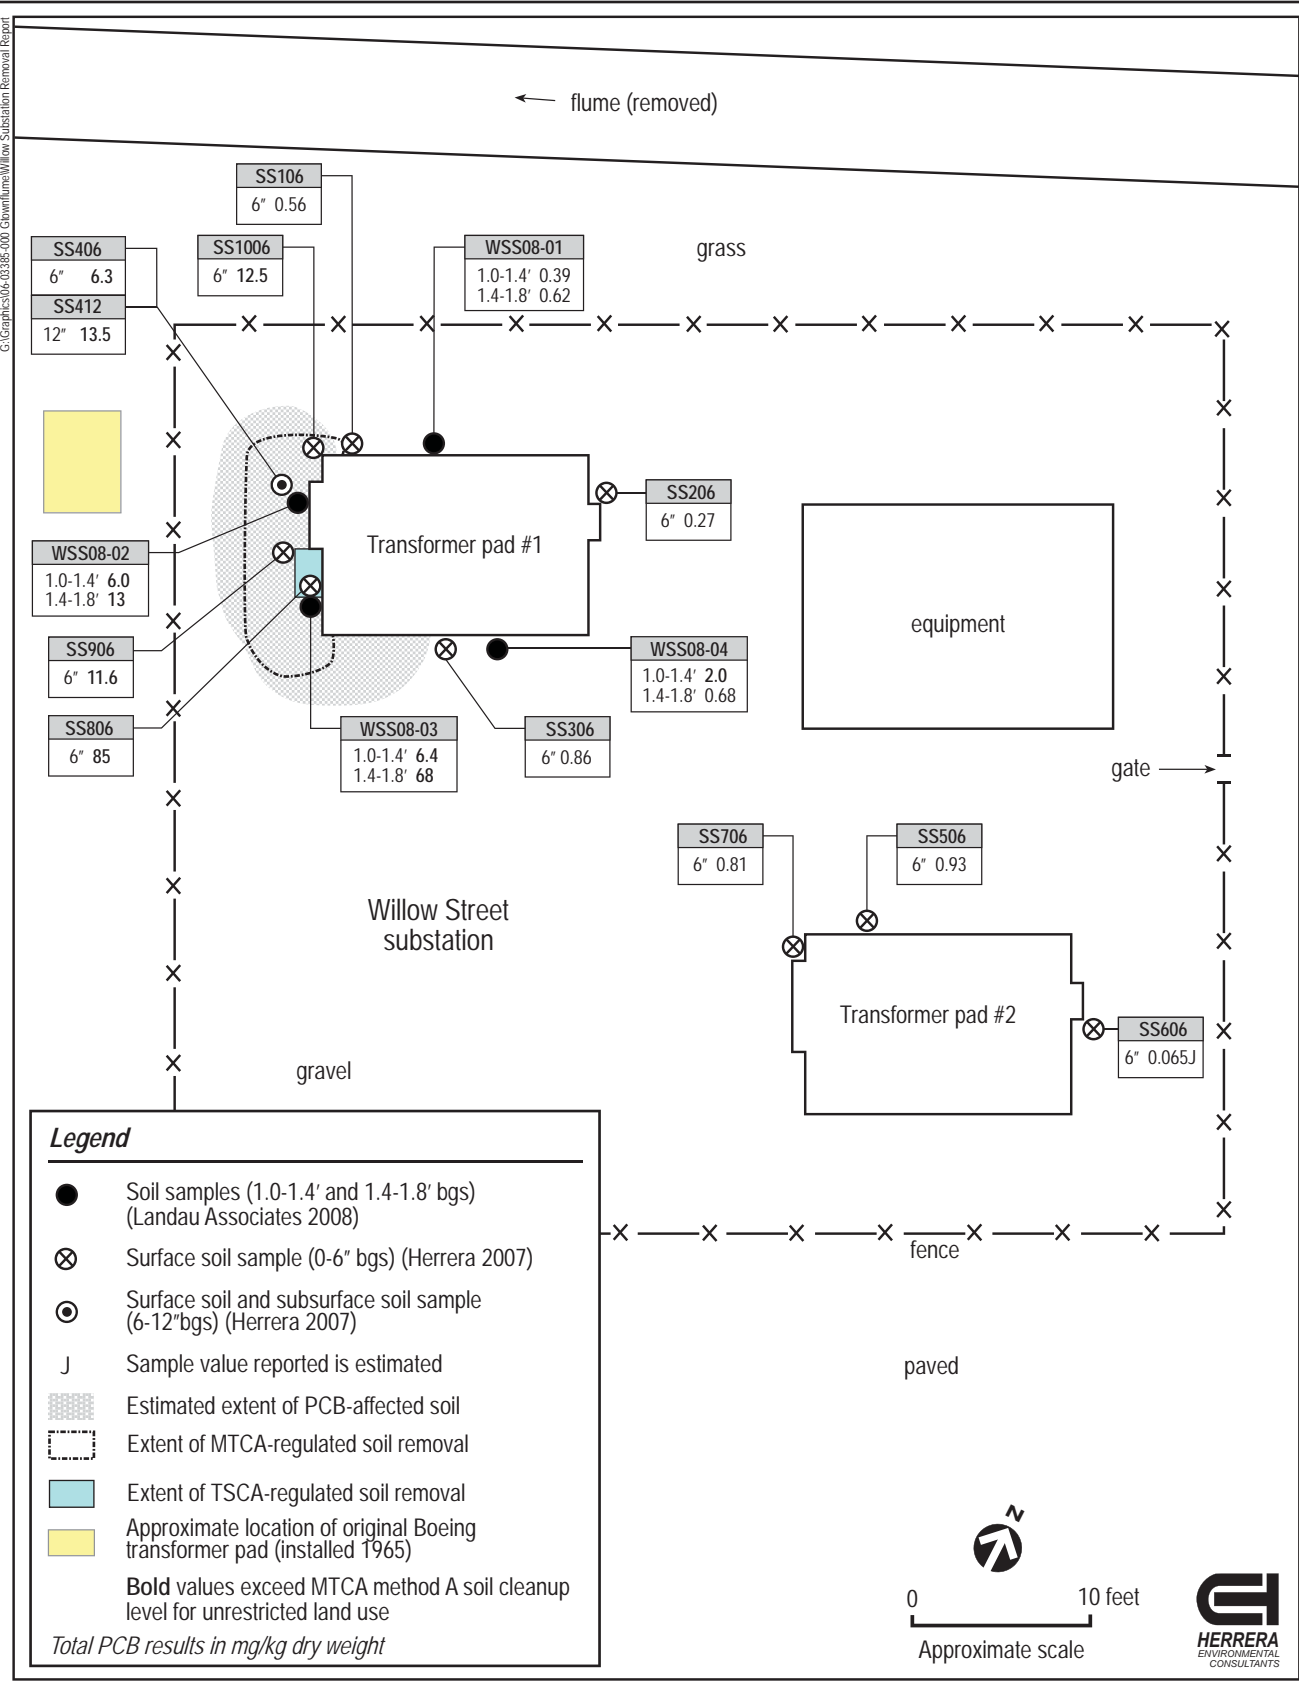 G:\Graphics\06-03385-000 Gtownflume\Willow Substation Removal Report
flume (removed)
SS106
6″ 0.56
SS406
6″ 6.3
SS412
12″ 13.5
SS1006
6″ 12.5
WSS08-01
1.0-1.4′ 0.39
1.4-1.8′ 0.62
grass
SS206
6″ 0.27
Transformer pad #1
WSS08-02
1.0-1.4′ 6.0
1.4-1.8′ 13
equipment
SS906
6″ 11.6
WSS08-04
1.0-1.4′ 2.0
1.4-1.8′ 0.68
SS806
6″ 85
WSS08-03
1.0-1.4′ 6.4
1.4-1.8′ 68
SS306
6″ 0.86
gate
SS706
6″ 0.81
SS506
6″ 0.93
Willow Street
substation
Transformer pad #2
SS606
6″ 0.065J
gravel
Legend
Soil samples (1.0-1.4′ and 1.4-1.8′ bgs)
(Landau Associates 2008)
Surface soil sample (0-6″ bgs) (Herrera 2007)
Surface soil and subsurface soil sample
(6-12″bgs) (Herrera 2007)
J Sample value reported is estimated
Estimated extent of PCB-affected soil
Extent of MTCA-regulated soil removal
Extent of TSCA-regulated soil removal
Approximate location of original Boeing
transformer pad (installed 1965)
Bold values exceed MTCA method A soil cleanup
level for unrestricted land use
Total PCB results in mg/kg dry weight
fence
paved
N
0 10 feet
Approximate scale
HERRERA
ENVIRONMENTAL
CONSULTANTS